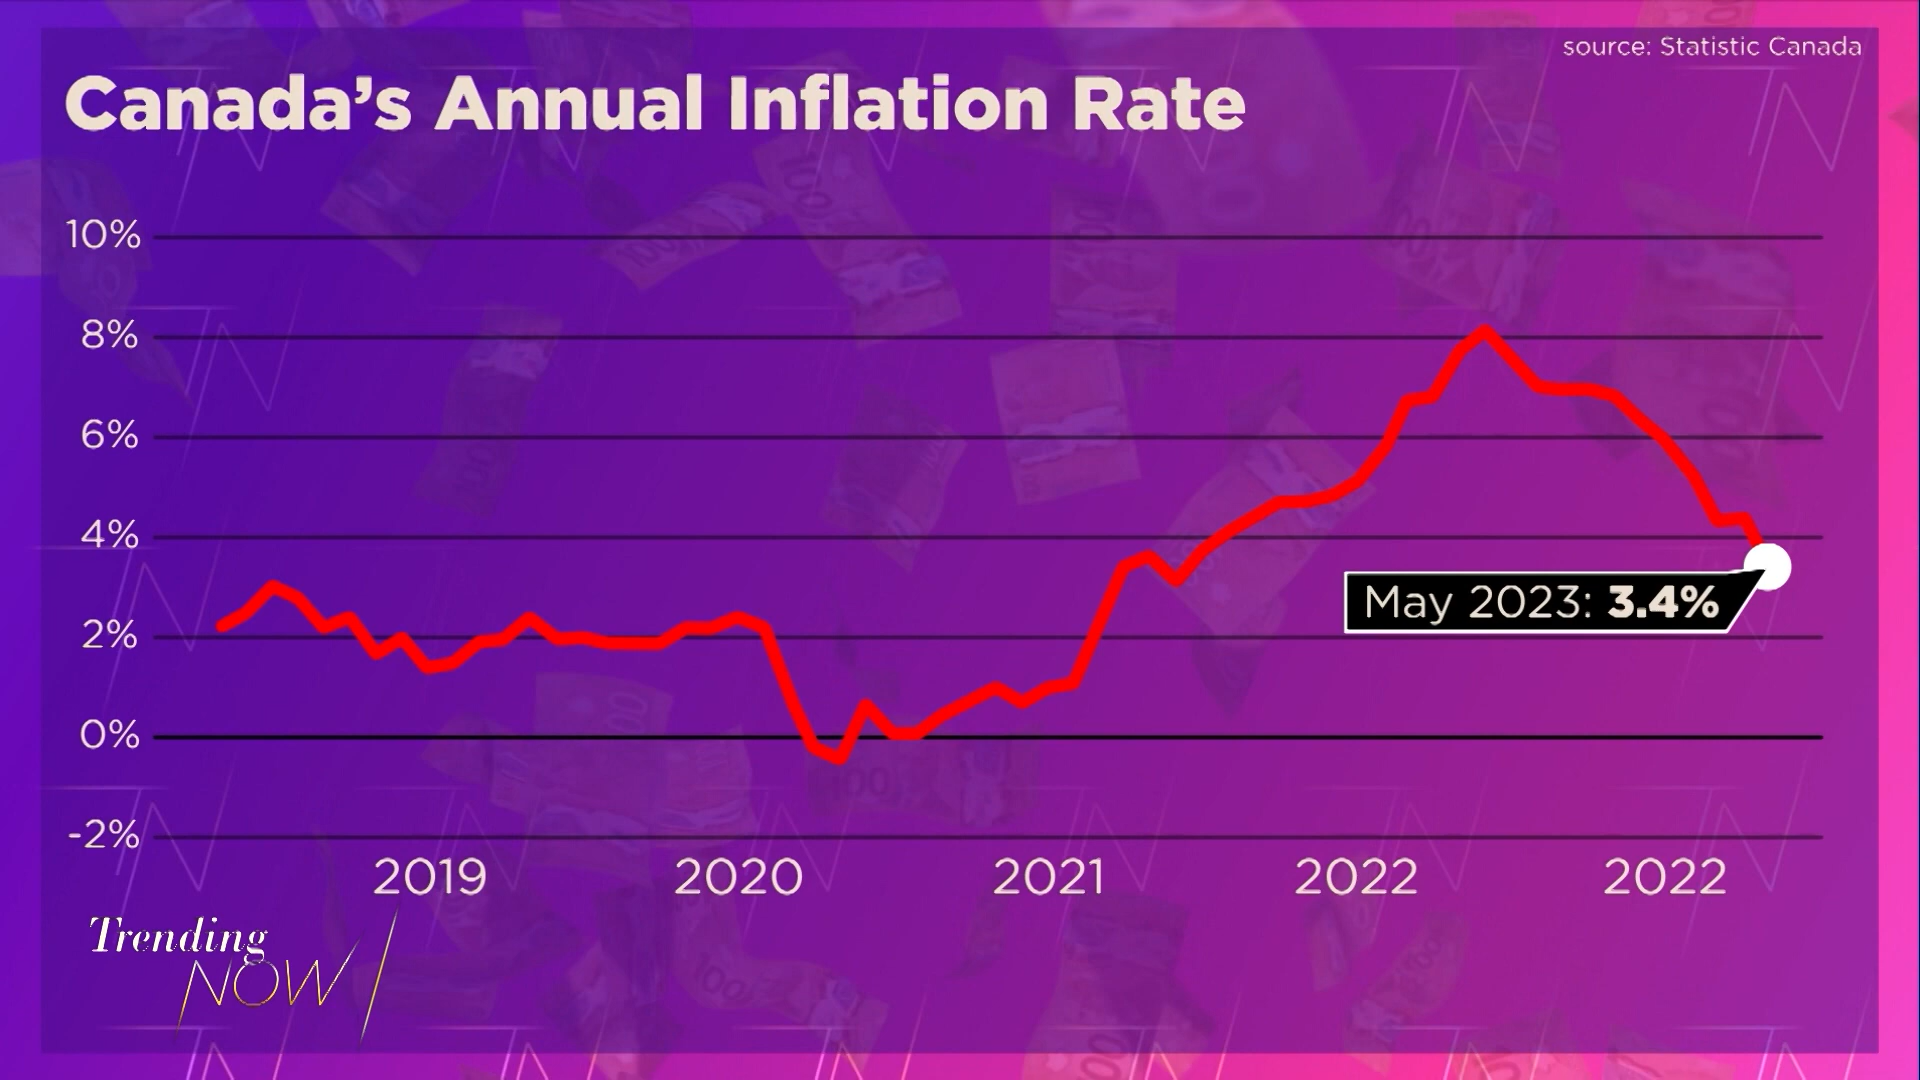 source: Statistic Canada
Canada's Annual Inflation Rate
10%
8%
6%
4%
May 2023: 3.4%
2%
0%
-2%
2019 2020 2021 2022 2022
Trending
NOW